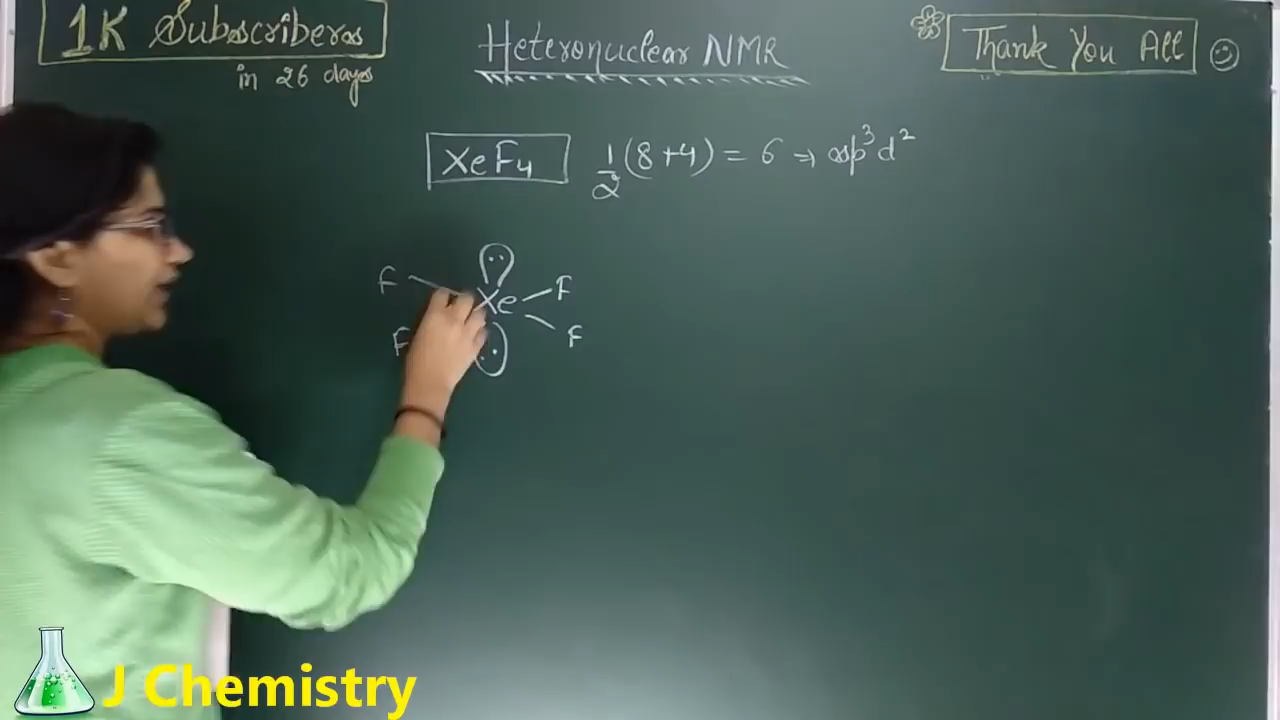 1K Subscribers
in 26 days
Heteronuclear NMR
Thank You All
XeF₄ 1/2 (8+4) = 6 ⇒ sp³d²
F Xe F
F F
J Chemistry